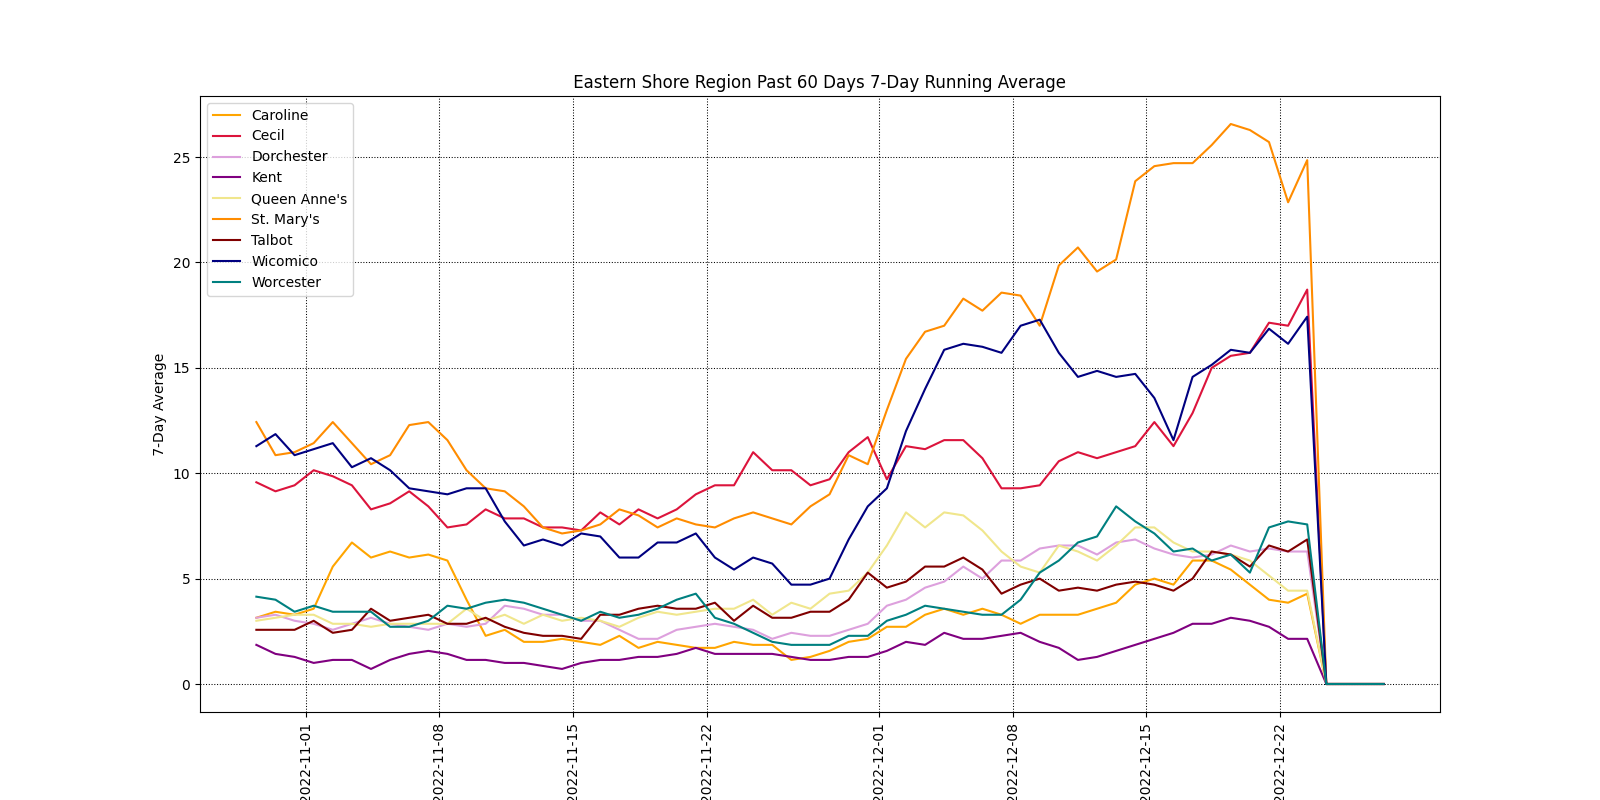 Eastern Shore Region Past 60 Days 7-Day Running Average
Caroline
Cecil
Dorchester
Kent
Queen Anne's
St. Mary's
Talbot
Wicomico
Worcester
7-Day Average
25
20
15
10
5
0
2022-11-01
2022-11-08
2022-11-15
2022-11-22
2022-12-01
2022-12-08
2022-12-15
2022-12-22